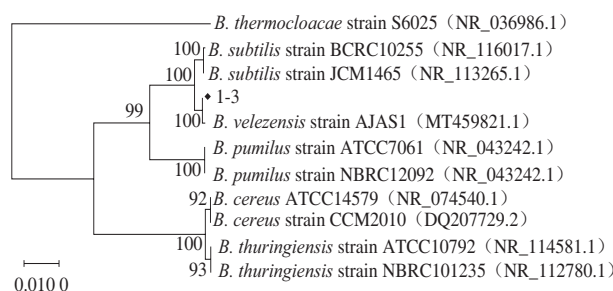 B. thermocloacae strain S6025（NR_036986.1）
100 B. subtilis strain BCRC10255（NR_116017.1）
100 B. subtilis strain JCM1465（NR_113265.1）
1-3
99
100 B. velezensis strain AJAS1（MT459821.1）
B. pumilus strain ATCC7061（NR_043242.1）
100 B. pumilus strain NBRC12092（NR_043242.1）
92 B. cereus ATCC14579（NR_074540.1）
B. cereus strain CCM2010（DQ207729.2）
100 B. thuringiensis strain ATCC10792（NR_114581.1）
93 B. thuringiensis strain NBRC101235（NR_112780.1）
0.010 0